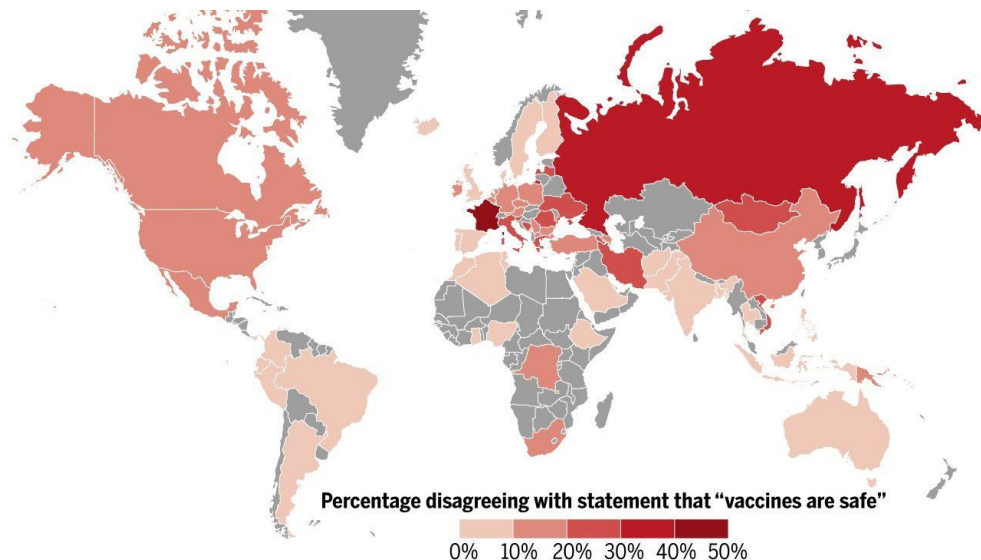 Percentage disagreeing with statement that “vaccines are safe”
0% 10% 20% 30% 40% 50%